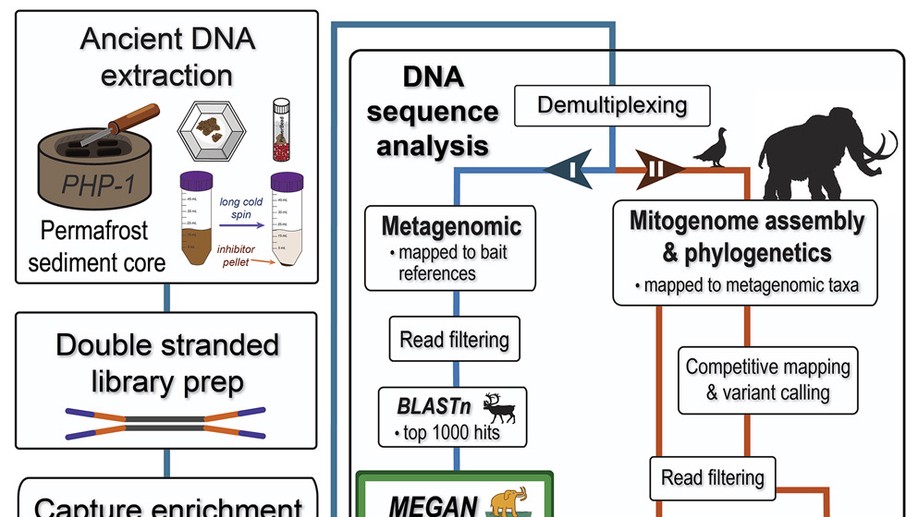 Ancient DNA
extraction
PHP-1
Permafrost
sediment core
long cold
spin
inhibitor
pellet
Double stranded
library prep
Capture enrichment
DNA
sequence
analysis
Demultiplexing
I
II
Metagenomic
• mapped to bait
references
Read filtering
BLASTn
• top 1000 hits
MEGAN
Mitogenome assembly
& phylogenetics
• mapped to metagenomic taxa
Competitive mapping
& variant calling
Read filtering